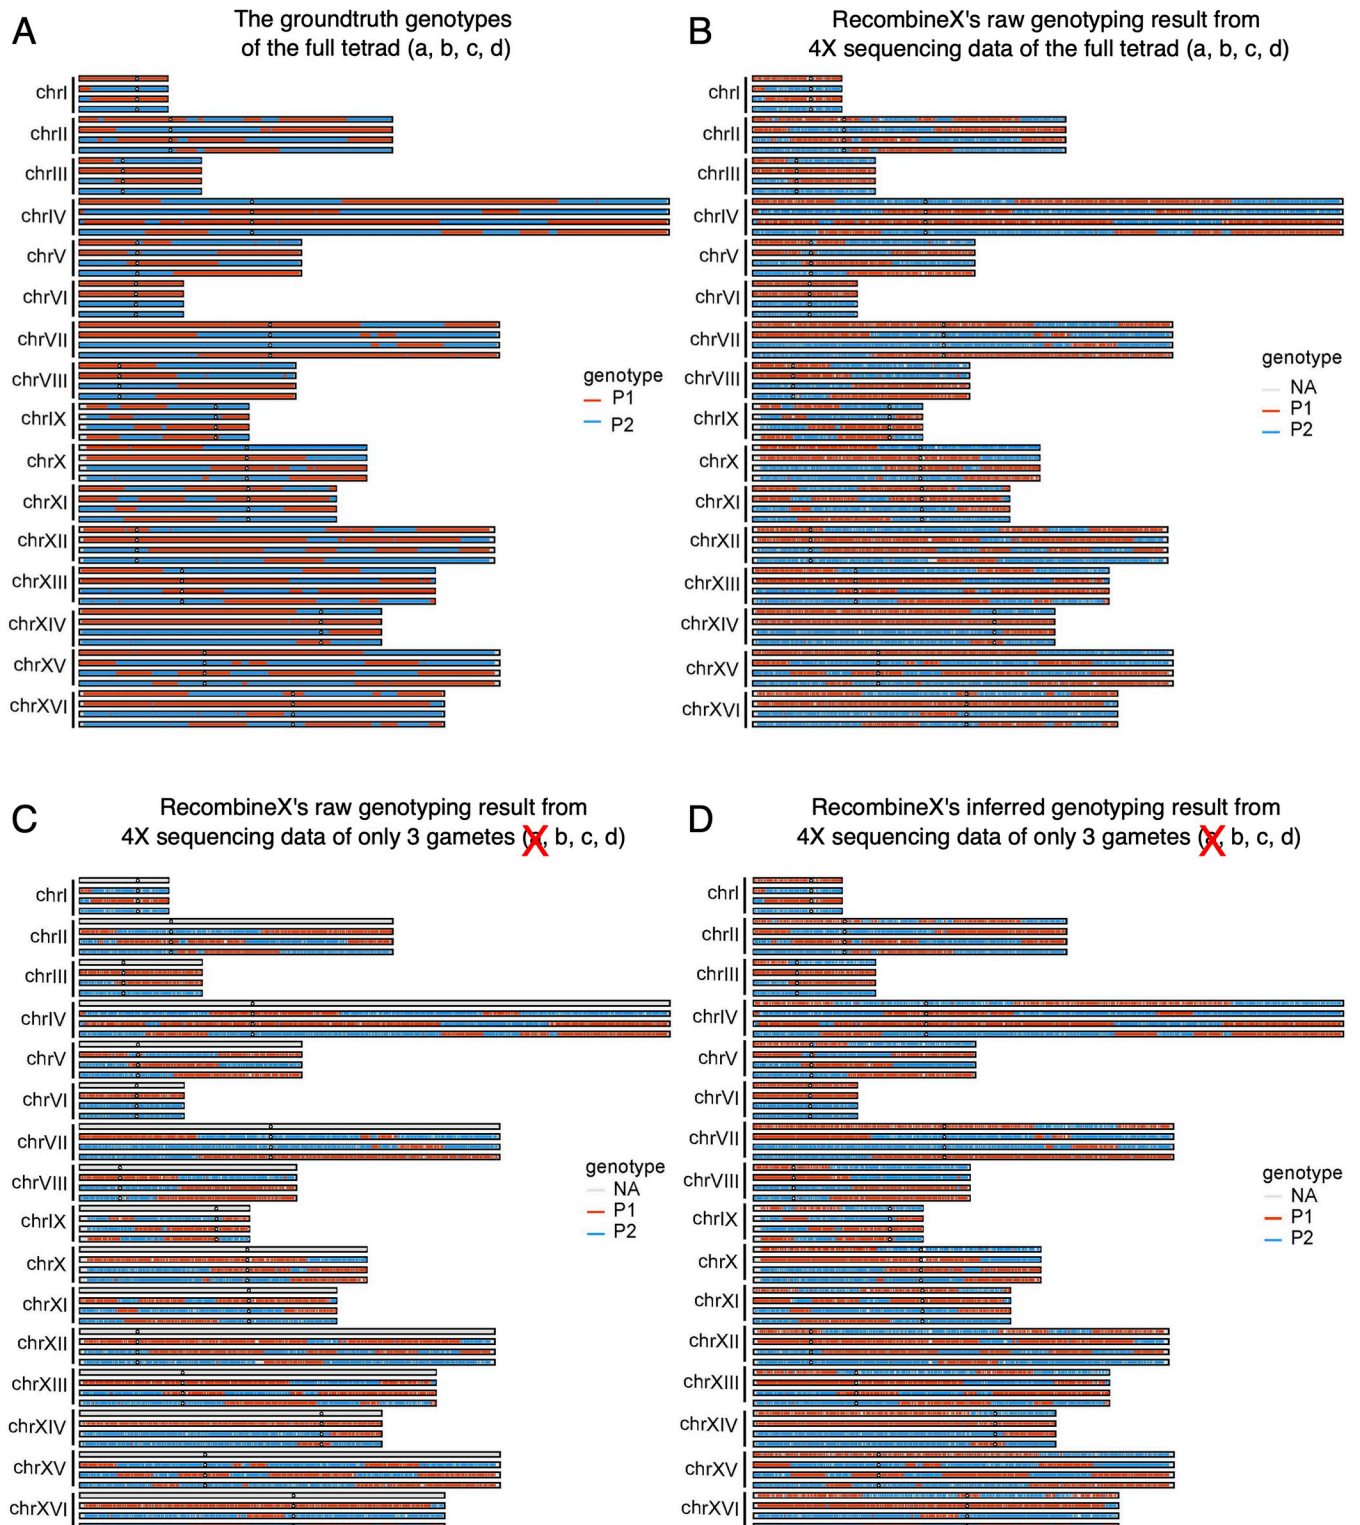 A
The groundtruth genotypes
of the full tetrad (a, b, c, d)
chrI
chrII
chrIII
chrIV
chrV
chrVI
chrVII
chrVIII
chrIX
chrX
chrXI
chrXII
chrXIII
chrXIV
chrXV
chrXVI
genotype
P1
P2
B
RecombineX's raw genotyping result from
4X sequencing data of the full tetrad (a, b, c, d)
chrI
chrII
chrIII
chrIV
chrV
chrVI
chrVII
chrVIII
chrIX
chrX
chrXI
chrXII
chrXIII
chrXIV
chrXV
chrXVI
genotype
NA
P1
P2
C
RecombineX's raw genotyping result from
4X sequencing data of only 3 gametes (a, b, c, d)
chrI
chrII
chrIII
chrIV
chrV
chrVI
chrVII
chrVIII
chrIX
chrX
chrXI
chrXII
chrXIII
chrXIV
chrXV
chrXVI
genotype
NA
P1
P2
D
RecombineX's inferred genotyping result from
4X sequencing data of only 3 gametes (a, b, c, d)
chrI
chrII
chrIII
chrIV
chrV
chrVI
chrVII
chrVIII
chrIX
chrX
chrXI
chrXII
chrXIII
chrXIV
chrXV
chrXVI
genotype
NA
P1
P2